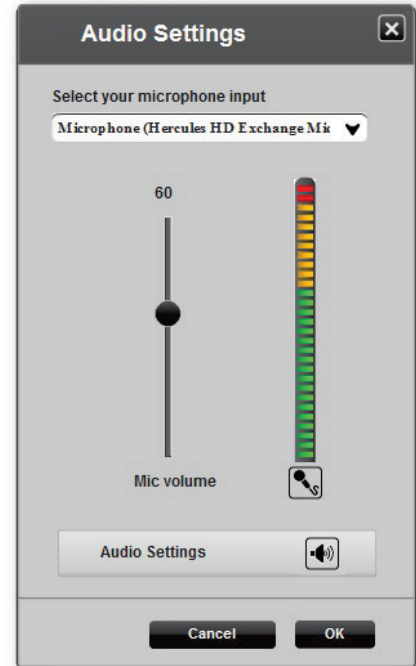 Audio Settings
Select your microphone input
Microphone (Hercules HD Exchange Mic
60
Mic volume
Audio Settings
Cancel
OK